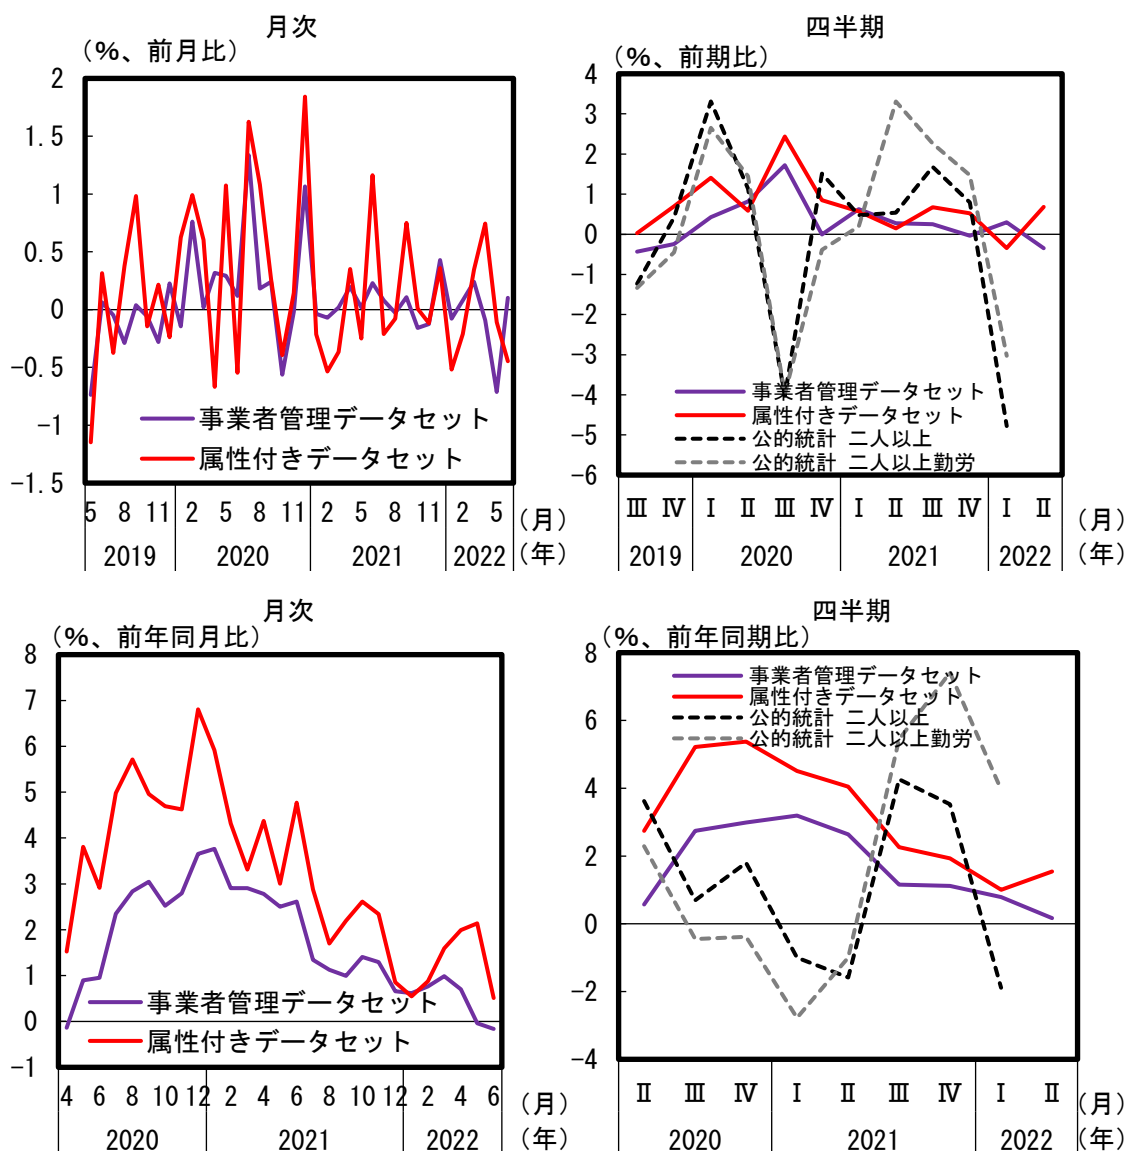 月次
(%、前月比)
2
1.5
1
0.5
0
-0.5
-1
-1.5
事業者管理データセット
属性付きデータセット
5 8 11 2 5 8 11 2 5 8 11 2 5 (月)
2019 2020 2021 2022 (年)
四半期
(%、前期比)
4
3
2
1
0
-1
-2
-3
-4
-5
-6
事業者管理データセット
属性付きデータセット
公的統計 二人以上
公的統計 二人以上勤労
Ⅲ Ⅳ Ⅰ Ⅱ Ⅲ Ⅳ Ⅰ Ⅱ Ⅲ Ⅳ Ⅰ Ⅱ (月)
2019 2020 2021 2022 (年)
月次
(%、前年同月比)
8
7
6
5
4
3
2
1
0
-1
事業者管理データセット
属性付きデータセット
4 6 8 10 12 2 4 6 8 10 12 2 4 6 (月)
2020 2021 2022 (年)
四半期
(%、前年同期比)
8
6
4
2
0
-2
-4
事業者管理データセット
属性付きデータセット
公的統計 二人以上
公的統計 二人以上勤労
Ⅱ Ⅲ Ⅳ Ⅰ Ⅱ Ⅲ Ⅳ Ⅰ Ⅱ (月)
2020 2021 2022 (年)